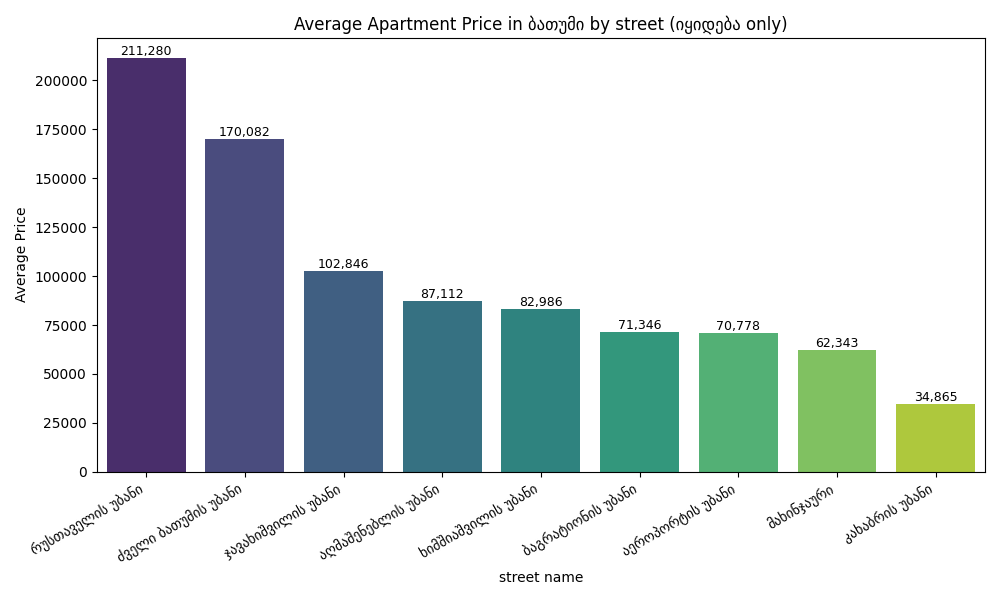 Average Apartment Price in ბათუმი by street (იყიდება only)
Average Price
200000
175000
150000
125000
100000
75000
50000
25000
0
211,280
170,082
102,846
87,112
82,986
71,346
70,778
62,343
34,865
რუსთაველის უბანი
ძველი ბათუმის უბანი
ჯავახიშვილის უბანი
აღმაშენებლის უბანი
ხიმშიაშვილის უბანი
ბაგრატიონის უბანი
აეროპორტის უბანი
მახინჯაური
კახაბრის უბანი
street name